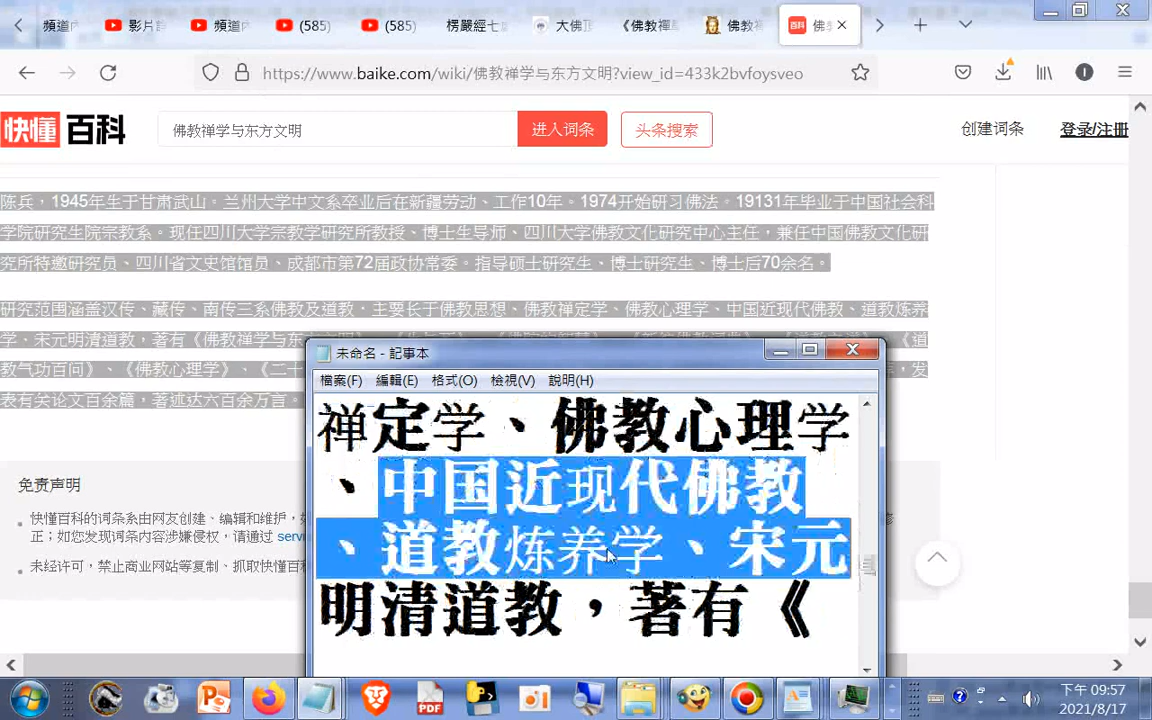 頻道
影片
頻道
(585)
(585)
楞嚴經七
大佛
《佛教禪
佛教
百科
佛
https://www.baike.com/wiki/佛教禅学与东方文明?view_id=433k2bvfoysveo
快懂百科
佛教禅学与东方文明
进入词条
头条搜索
创建词条
登录/注册
陈兵，1945年生于甘肃武山。兰州大学中文系卒业后在新疆劳动、工作10年。1974开始研习佛法。19131年毕业于中国社会科
学院研究生院宗教系。现任四川大学宗教学研究所教授、博士生导师、四川大学佛教文化研究中心主任，兼任中国佛教文化研
究所特邀研究员、四川省文史馆馆员、成都市第72届政协常委。指导硕士研究生、博士研究生、博士后70余名。
研究范围涵盖汉传、藏传、南传三系佛教及道教，主要长于佛教思想、佛教禅定学、佛教心理学、中国近现代佛教、道教炼养
学、宋元明清道教，著有《佛教禅学与东
《道
教气功百问》、《佛教心理学》、《二十
发
表有关论文百余篇，著述达六百余万言。
未命名 - 記事本
檔案(F) 編輯(E) 格式(O) 檢視(V) 說明(H)
禅定学、佛教心理学
、中国近现代佛教
、道教炼养学、宋元
明清道教，著有《
免责声明
快懂百科的词条系由网友创建、编辑和维护，
正；如您发现词条内容涉嫌侵权，请通过 serv
未经许可，禁止商业网站等复制、抓取快懂百科
PDF
下午 09:57
2021/8/17